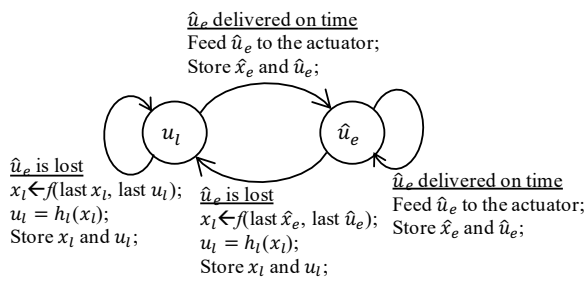 û_e delivered on time
Feed û_e to the actuator;
Store x̂_e and û_e;
u_l
û_e
û_e is lost
x_l←f(last x_l, last u_l);
u_l = h_l(x_l);
Store x_l and u_l;
û_e is lost
x_l←f(last x̂_e, last û_e);
u_l = h_l(x_l);
Store x_l and u_l;
û_e delivered on time
Feed û_e to the actuator;
Store x̂_e and û_e;